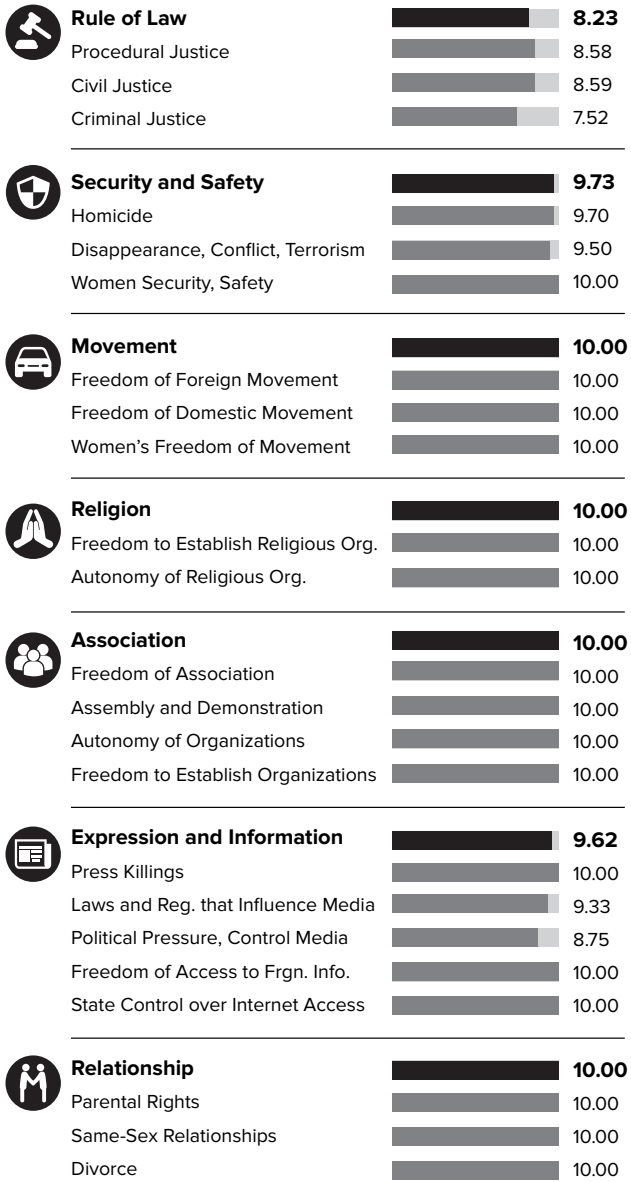 Rule of Law 8.23
Procedural Justice 8.58
Civil Justice 8.59
Criminal Justice 7.52
Security and Safety 9.73
Homicide 9.70
Disappearance, Conflict, Terrorism 9.50
Women Security, Safety 10.00
Movement 10.00
Freedom of Foreign Movement 10.00
Freedom of Domestic Movement 10.00
Women’s Freedom of Movement 10.00
Religion 10.00
Freedom to Establish Religious Org. 10.00
Autonomy of Religious Org. 10.00
Association 10.00
Freedom of Association 10.00
Assembly and Demonstration 10.00
Autonomy of Organizations 10.00
Freedom to Establish Organizations 10.00
Expression and Information 9.62
Press Killings 10.00
Laws and Reg. that Influence Media 9.33
Political Pressure, Control Media 8.75
Freedom of Access to Frgn. Info. 10.00
State Control over Internet Access 10.00
Relationship 10.00
Parental Rights 10.00
Same-Sex Relationships 10.00
Divorce 10.00